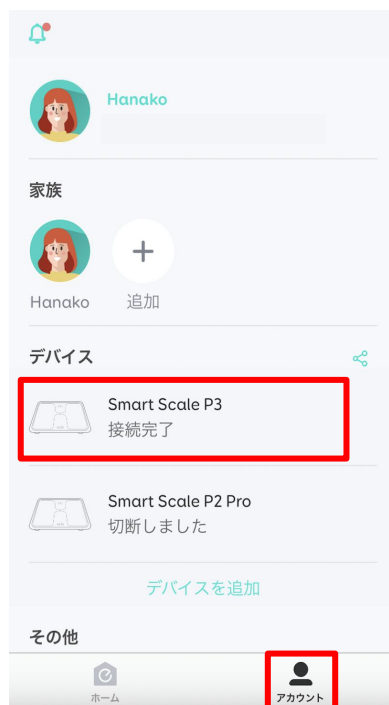 Hanako
家族
Hanako
追加
デバイス
Smart Scale P3
接続完了
Smart Scale P2 Pro
切断しました
デバイスを追加
その他
ホーム
アカウント